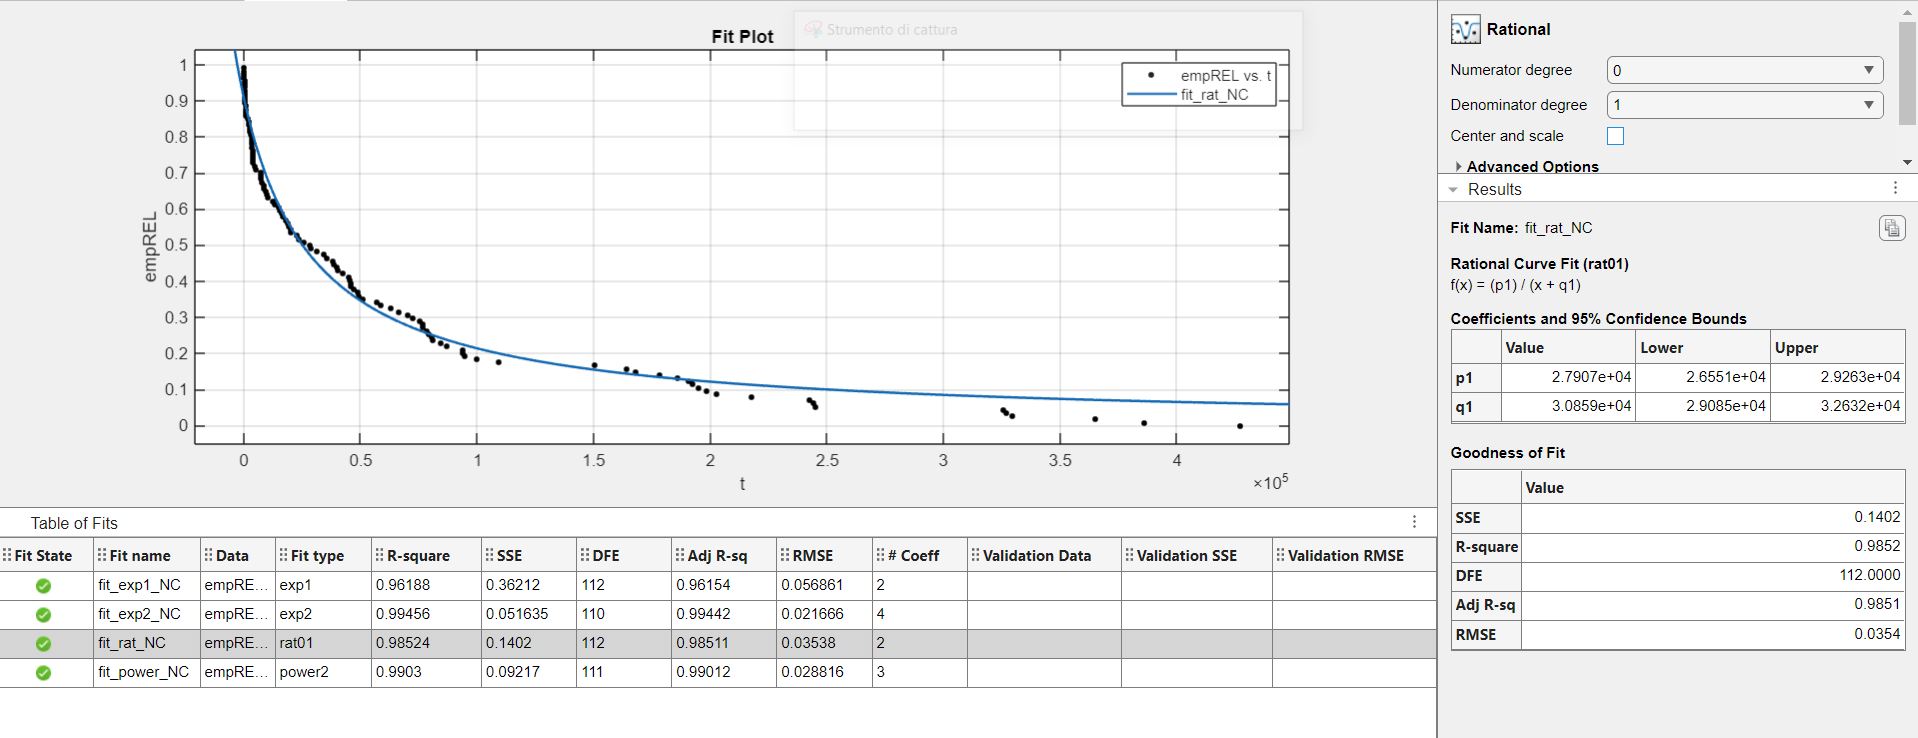 Strumento di cattura
Fit Plot
empREL vs. t
fit_rat_NC
empREL
1
0.9
0.8
0.7
0.6
0.5
0.4
0.3
0.2
0.1
0
0 0.5 1 1.5 2 2.5 3 3.5 4
t
×10⁵
Table of Fits
Fit State Fit name Data Fit type R-square SSE DFE Adj R-sq RMSE # Coeff Validation Data Validation SSE Validation RMSE
fit_exp1_NC empRE... exp1 0.96188 0.36212 112 0.96154 0.056861 2
fit_exp2_NC empRE... exp2 0.99456 0.051635 110 0.99442 0.021666 4
fit_rat_NC empRE... rat01 0.98524 0.1402 112 0.98511 0.03538 2
fit_power_NC empRE... power2 0.9903 0.09217 111 0.99012 0.028816 3
Rational
Numerator degree 0
Denominator degree 1
Center and scale
Advanced Options
Results
Fit Name: fit_rat_NC
Rational Curve Fit (rat01)
f(x) = (p1) / (x + q1)
Coefficients and 95% Confidence Bounds
Value Lower Upper
p1 2.7907e+04 2.6551e+04 2.9263e+04
q1 3.0859e+04 2.9085e+04 3.2632e+04
Goodness of Fit
Value
SSE 0.1402
R-square 0.9852
DFE 112.0000
Adj R-sq 0.9851
RMSE 0.0354